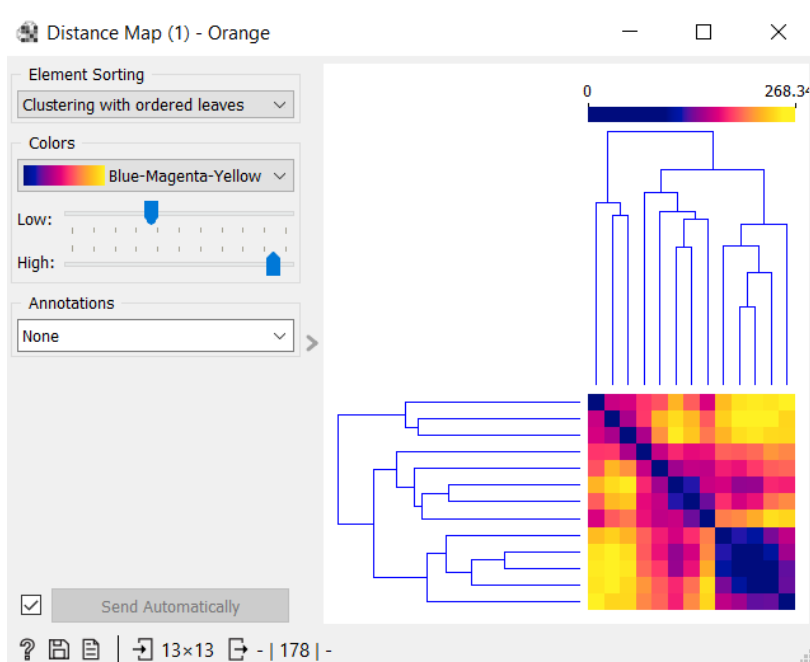 Distance Map (1) - Orange
Element Sorting
Clustering with ordered leaves
Colors
Blue-Magenta-Yellow
Low:
High:
Annotations
None
0 268.34
Send Automatically
? 13×13 - | 178 | -